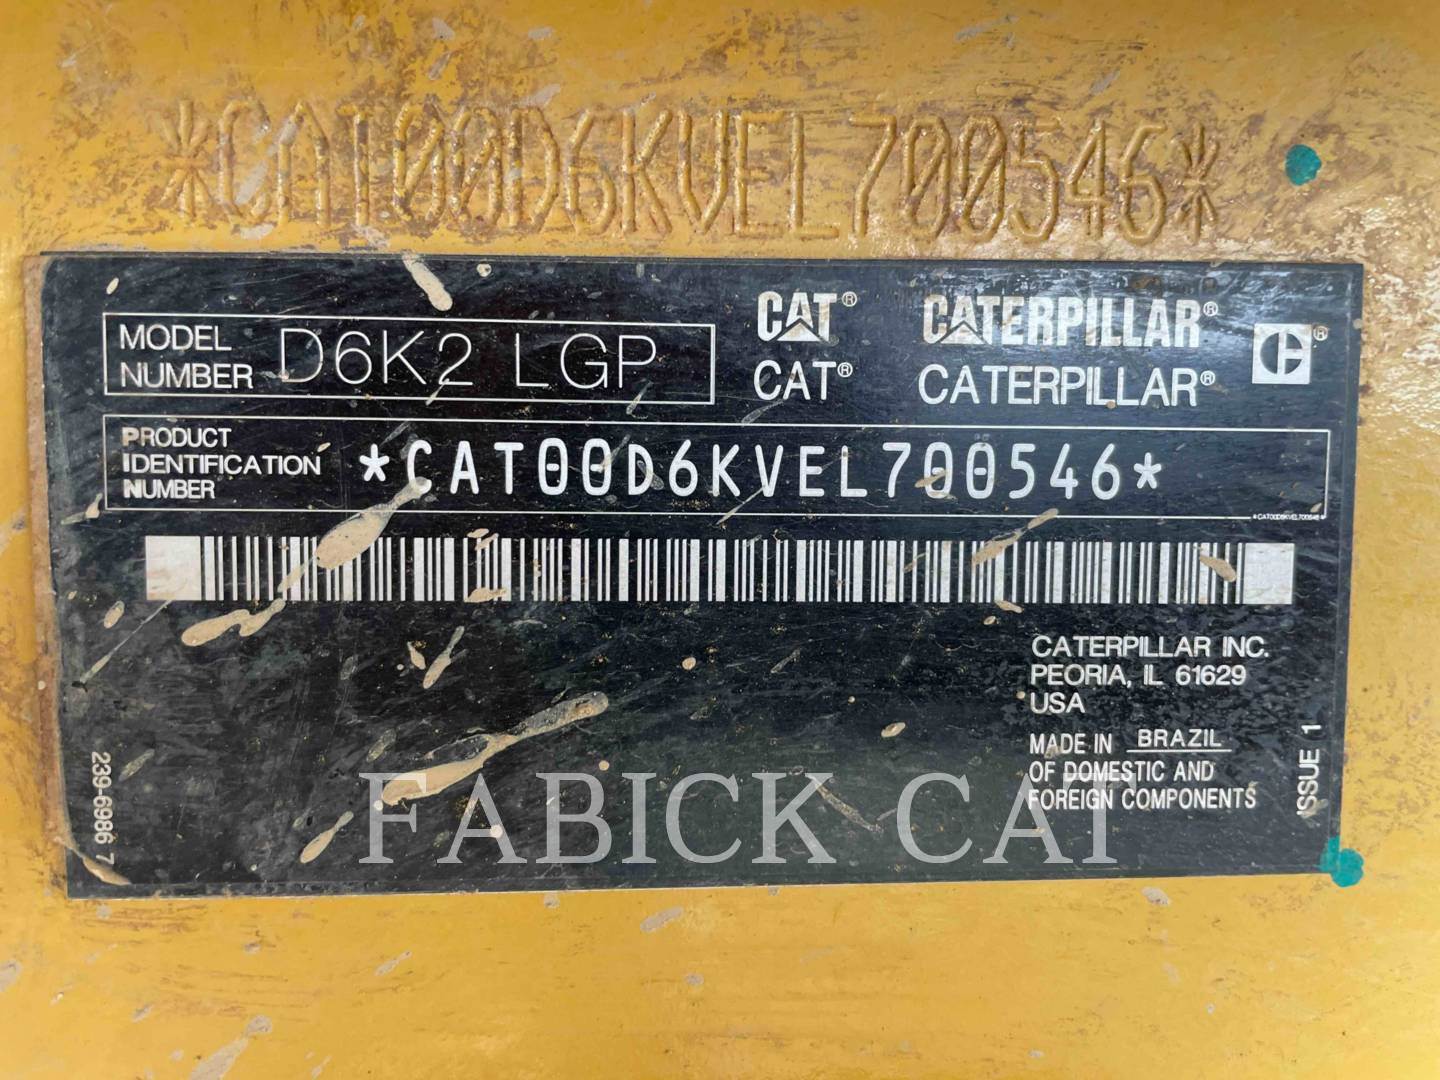 *CAT00D6KVEL700546*
MODEL NUMBER D6K2 LGP
CAT® CATERPILLAR® C®
CAT® CATERPILLAR®
PRODUCT
IDENTIFICATION
NUMBER
*CAT00D6KVEL700546*
*CAT00D6KVEL700546*
CATERPILLAR INC.
PEORIA, IL 61629
USA
MADE IN BRAZIL
OF DOMESTIC AND
FOREIGN COMPONENTS
ISSUE 1
239-6986 7
FABICK CAT